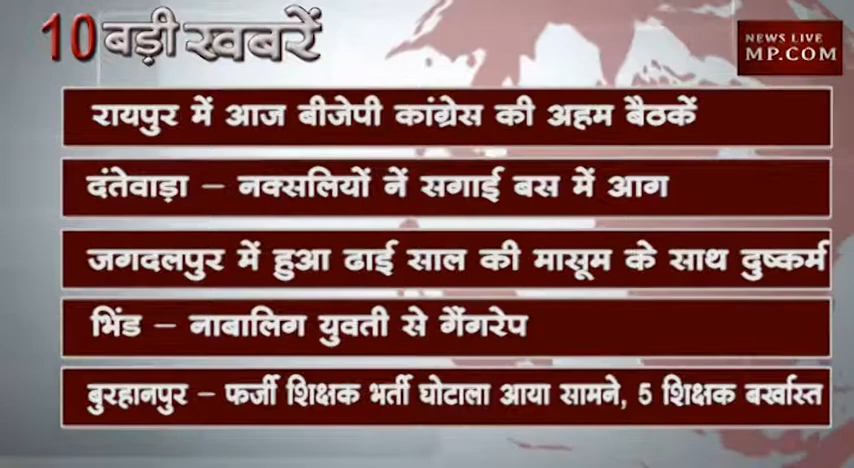 10 बड़ी खबरें
NEWS LIVE
MP.COM
रायपुर में आज बीजेपी कांग्रेस की अहम बैठकें
दंतेवाड़ा – नक्सलियों नें सगाई बस में आग
जगदलपुर में हुआ ढाई साल की मासूम के साथ दुष्कर्म
भिंड – नाबालिग युवती से गैंगरेप
बुरहानपुर – फर्जी शिक्षक भर्ती घोटाला आया सामने, 5 शिक्षक बर्खास्त